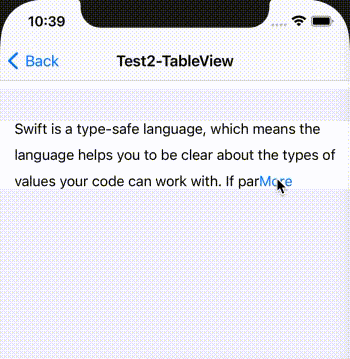 10:39
Back
Test2-TableView
Swift is a type-safe language, which means the
language helps you to be clear about the types of
values your code can work with. If parMore